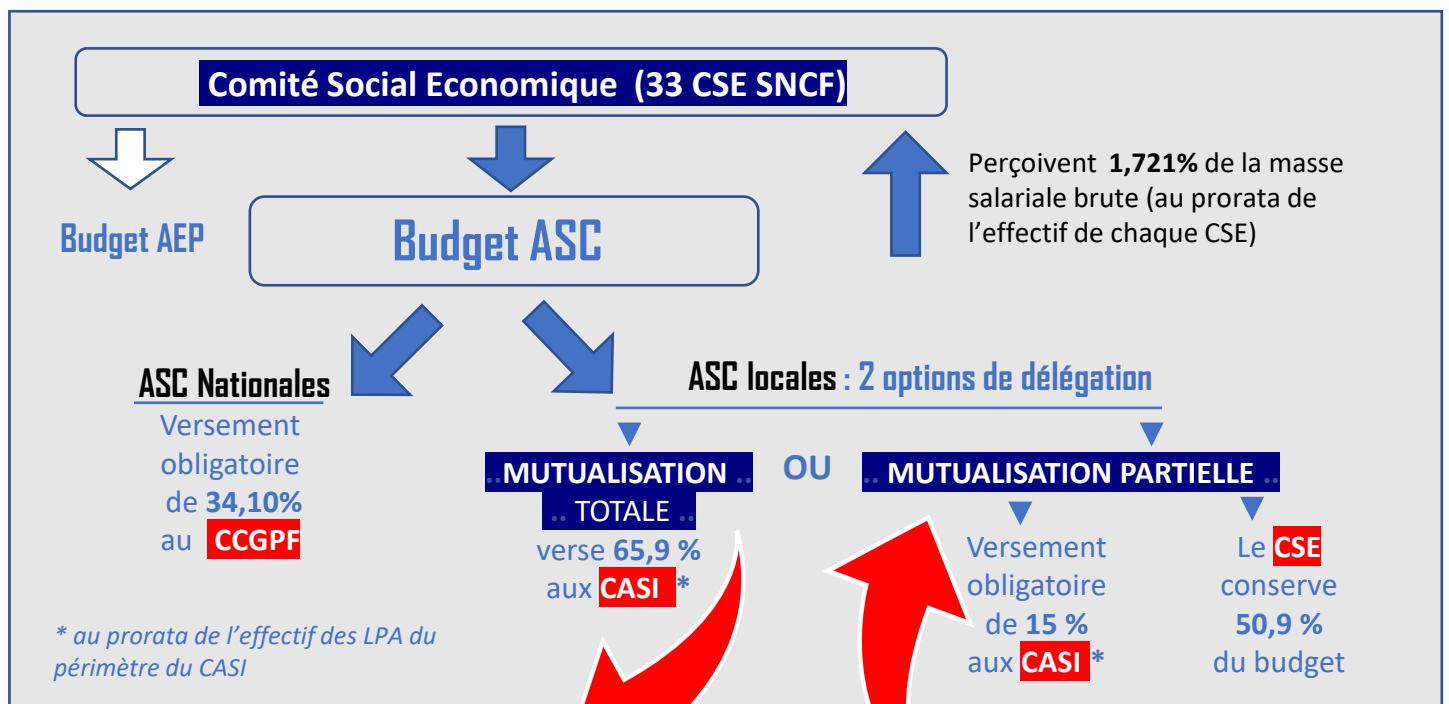 Comité Social Economique (33 CSE SNCF)
Perçoivent 1,721% de la masse
salariale brute (au prorata de
l'effectif de chaque CSE)
Budget AEP
Budget ASC
ASC Nationales
Versement
obligatoire
de 34,10%
au CCGPF
ASC locales : 2 options de délégation
..MUTUALISATION ..
.. TOTALE ..
verse 65,9 %
aux CASI *
OU
.. MUTUALISATION PARTIELLE ..
Versement
obligatoire
de 15 %
aux CASI *
Le CSE
conserve
50,9 %
du budget
* au prorata de l'effectif des LPA du
périmètre du CASI